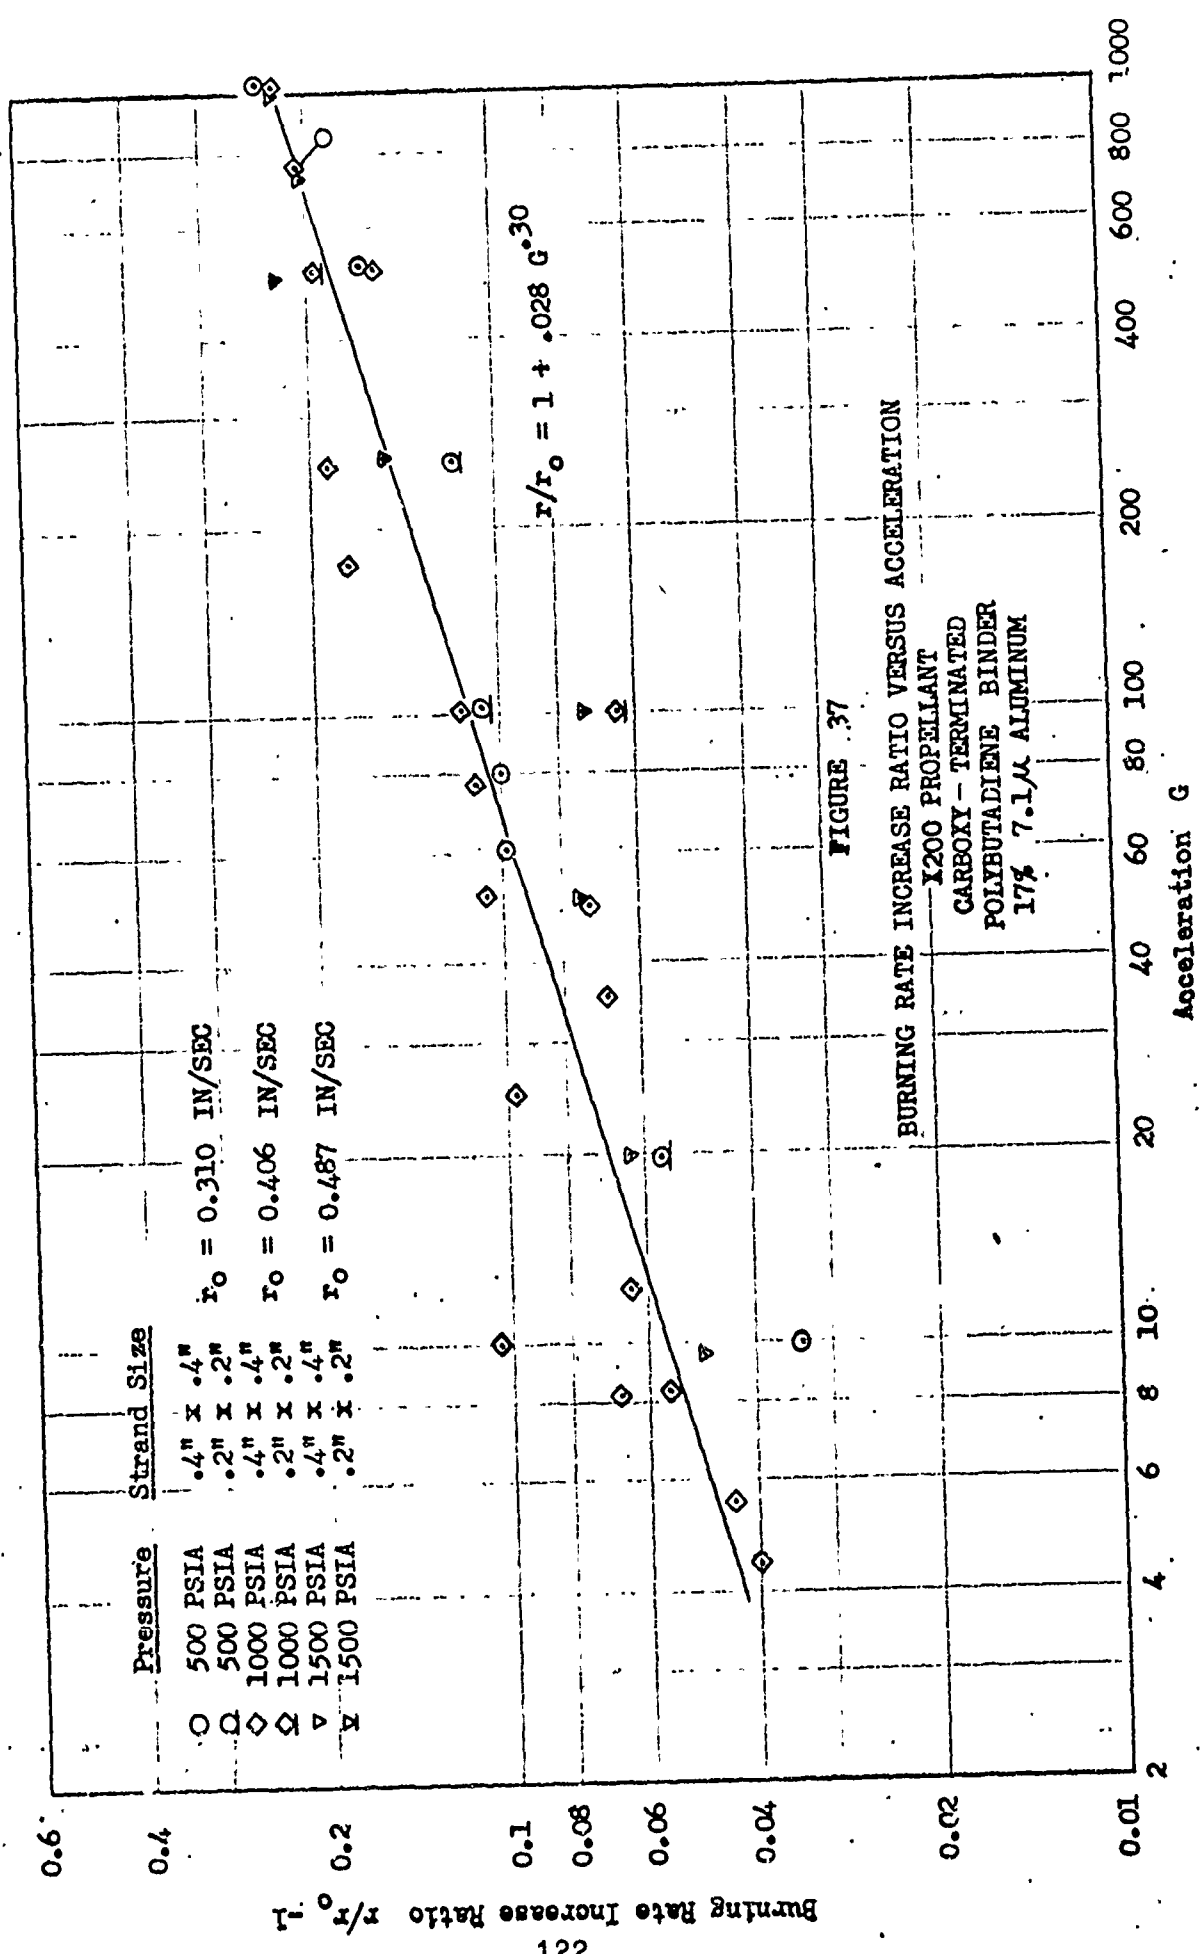 Pressure Strand Size
500 PSIA .4" x .4" r₀ = 0.310 IN/SEC
500 PSIA .2" x .2"
1000 PSIA .4" x .4" r₀ = 0.406 IN/SEC
1000 PSIA .2" x .2"
1500 PSIA .4" x .4" r₀ = 0.487 IN/SEC
1500 PSIA .2" x .2"
r/r₀ = 1 + .028 G^.30
FIGURE 37
BURNING RATE INCREASE RATIO VERSUS ACCELERATION
X200 PROPELLANT
CARBOXY-TERMINATED
POLYBUTADIENE BINDER
17% 7.1μ ALUMINUM
0.6
0.4
0.2
0.1
0.08
0.06
0.04
0.02
0.01
Burning Rate Increase Ratio r/r₀ -1
2 4 6 8 10 20 40 60 80 100 200 400 600 800 1000
Acceleration G
122